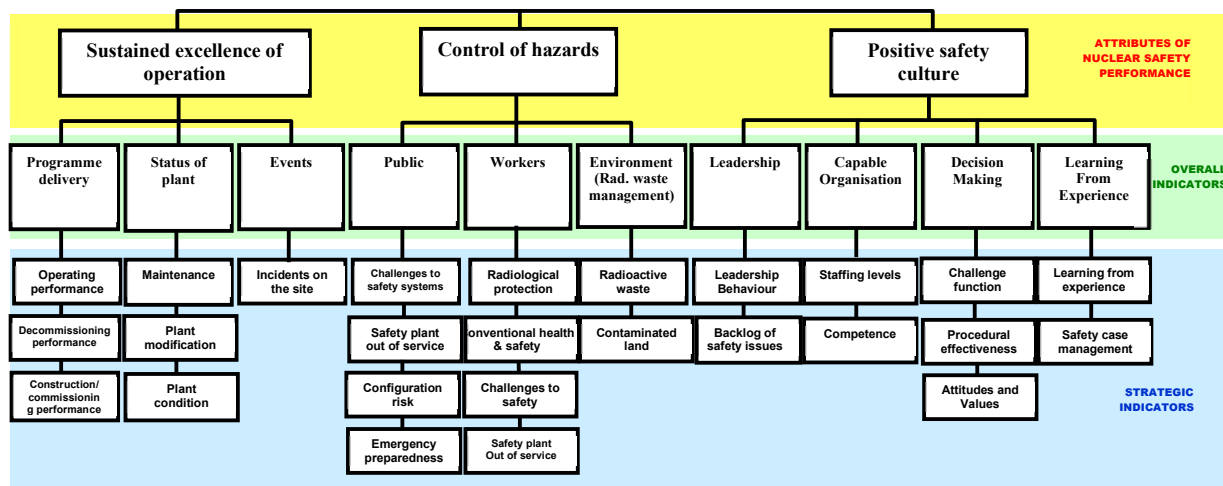 Sustained excellence of
operation
Control of hazards
Positive safety
culture
ATTRIBUTES OF
NUCLEAR SAFETY
PERFORMANCE
Programme
delivery
Status of
plant
Events
Public
Workers
Environment
(Rad. waste
management)
Leadership
Capable
Organisation
Decision
Making
Learning
From
Experience
OVERALL
INDICATORS
Operating
performance
Maintenance
Incidents on
the site
Challenges to
safety systems
Radiological
protection
Radioactive
waste
Leadership
Behaviour
Staffing levels
Challenge
function
Learning from
experience
Decommissioning
performance
Plant
modification
Safety plant
out of service
onventional health
& safety
Contaminated
land
Backlog of
safety issues
Competence
Procedural
effectiveness
Safety case
management
Construction/
commissionin
g performance
Plant
condition
Configuration
risk
Challenges to
safety
Attitudes and
Values
STRATEGIC
INDICATORS
Emergency
preparedness
Safety plant
Out of service